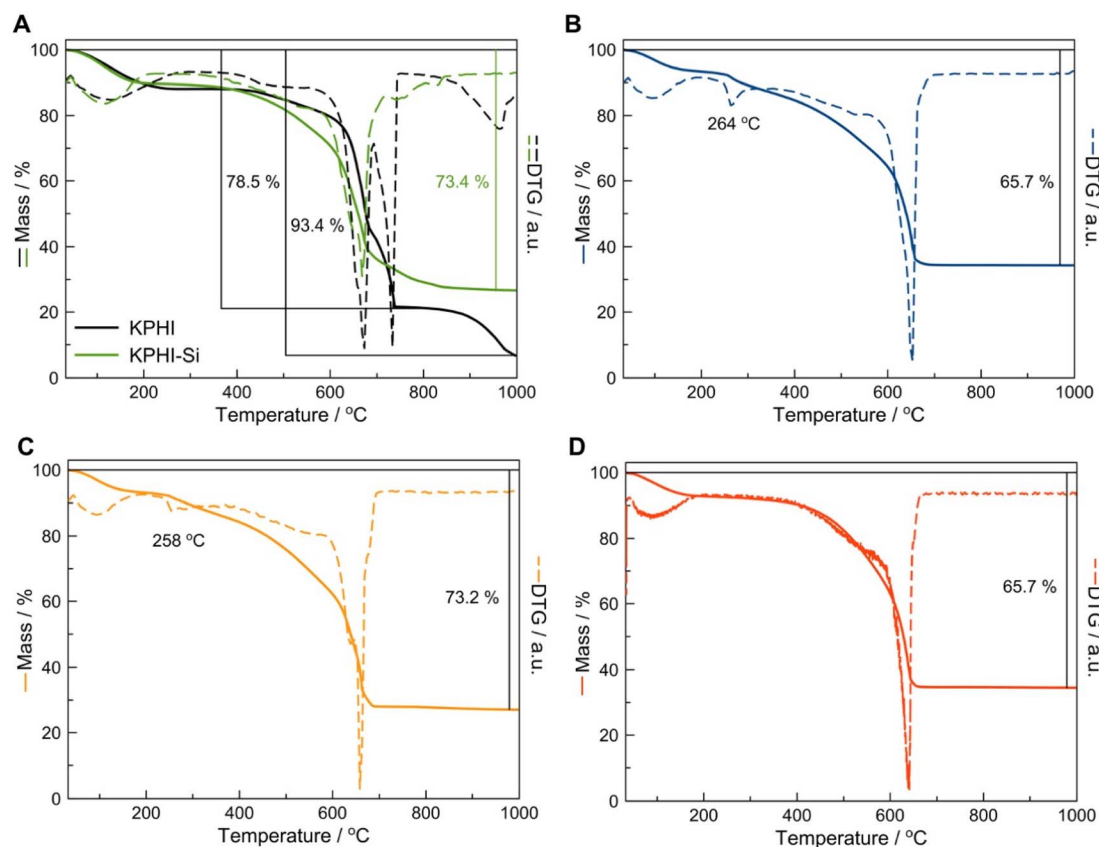 A
100
80
60
40
20
0
Mass / %
78.5 %
93.4 %
73.4 %
KPHI
KPHI-Si
200
400
600
800
1000
Temperature / °C
DTG / a.u.
B
100
80
60
40
20
0
Mass / %
264 °C
65.7 %
200
400
600
800
1000
Temperature / °C
DTG / a.u.
C
100
80
60
40
20
0
Mass / %
258 °C
73.2 %
200
400
600
800
1000
Temperature / °C
DTG / a.u.
D
100
80
60
40
20
0
Mass / %
65.7 %
200
400
600
800
1000
Temperature / °C
DTG / a.u.